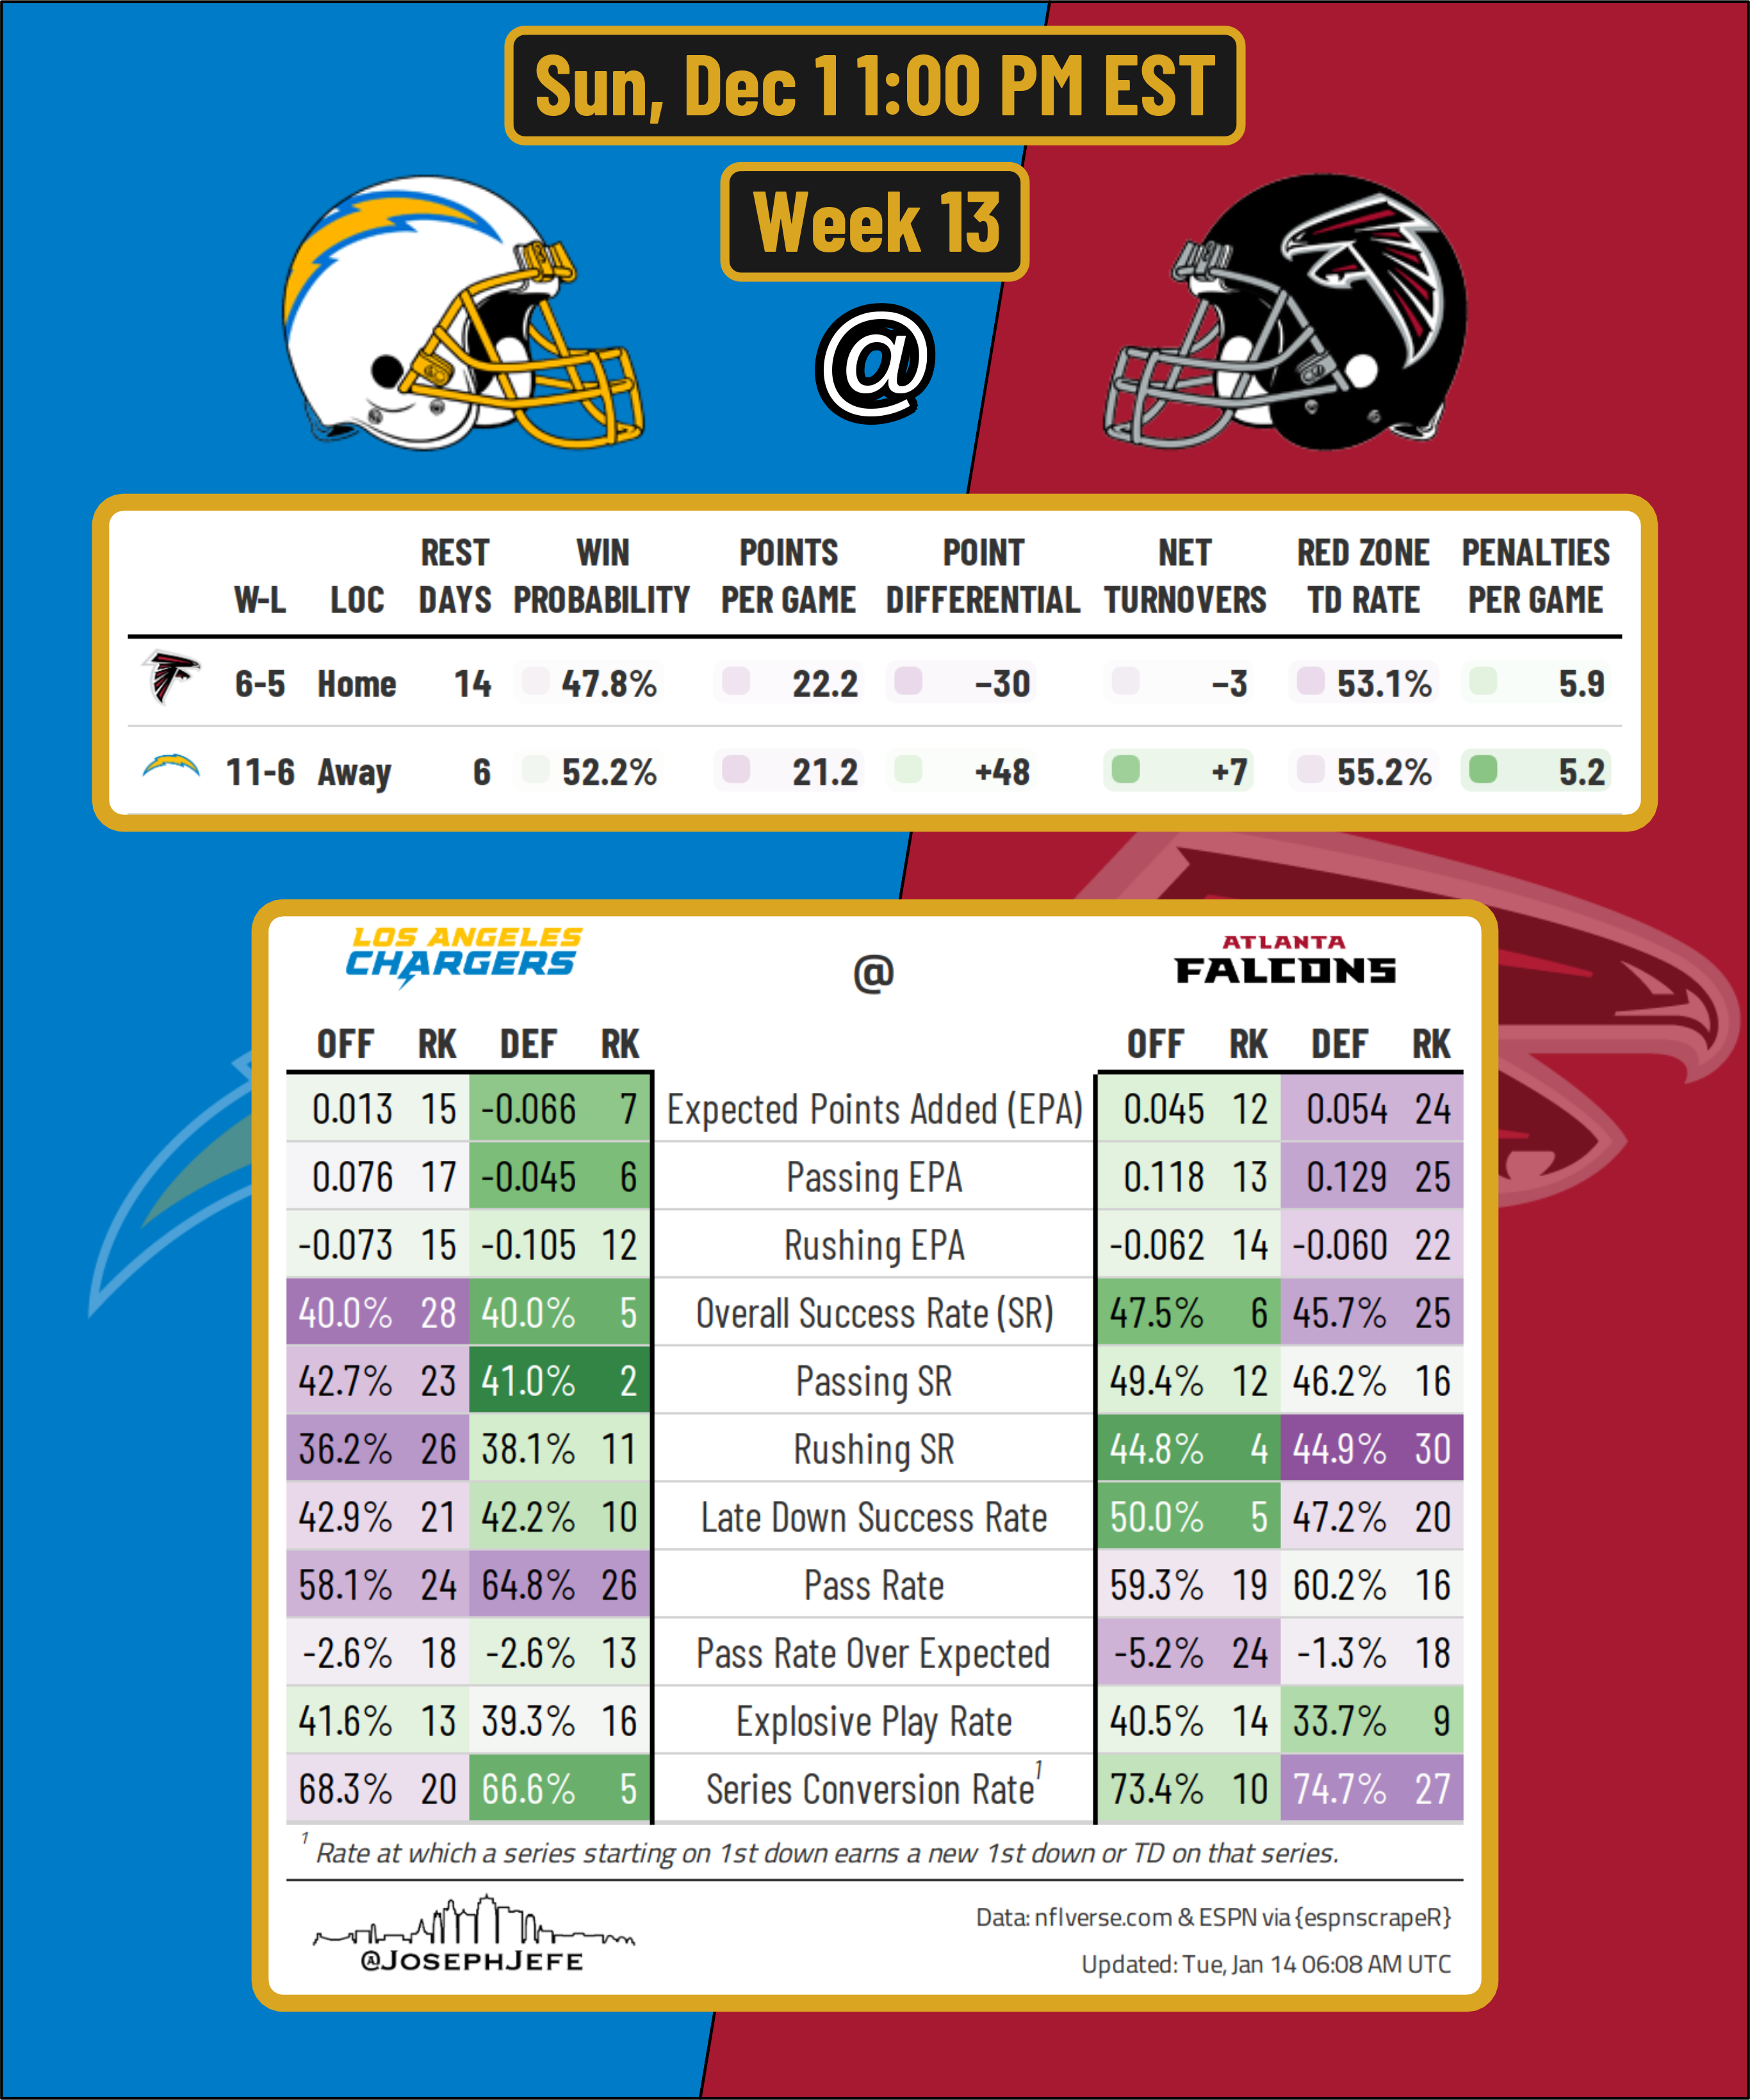 Sun, Dec 1 1:00 PM EST
Week 13
@
W-L LOC REST DAYS WIN PROBABILITY POINTS PER GAME POINT DIFFERENTIAL NET TURNOVERS RED ZONE TD RATE PENALTIES PER GAME
6-5 Home 14 47.8% 22.2 −30 −3 53.1% 5.9
11-6 Away 6 52.2% 21.2 +48 +7 55.2% 5.2
LOS ANGELES CHARGERS @ ATLANTA FALCONS
OFF RK DEF RK OFF RK DEF RK
0.013 15 -0.066 7 Expected Points Added (EPA) 0.045 12 0.054 24
0.076 17 -0.045 6 Passing EPA 0.118 13 0.129 25
-0.073 15 -0.105 12 Rushing EPA -0.062 14 -0.060 22
40.0% 28 40.0% 5 Overall Success Rate (SR) 47.5% 6 45.7% 25
42.7% 23 41.0% 2 Passing SR 49.4% 12 46.2% 16
36.2% 26 38.1% 11 Rushing SR 44.8% 4 44.9% 30
42.9% 21 42.2% 10 Late Down Success Rate 50.0% 5 47.2% 20
58.1% 24 64.8% 26 Pass Rate 59.3% 19 60.2% 16
-2.6% 18 -2.6% 13 Pass Rate Over Expected -5.2% 24 -1.3% 18
41.6% 13 39.3% 16 Explosive Play Rate 40.5% 14 33.7% 9
68.3% 20 66.6% 5 Series Conversion Rate¹ 73.4% 10 74.7% 27
¹ Rate at which a series starting on 1st down earns a new 1st down or TD on that series.
@JOSEPHJEFE
Data: nflverse.com & ESPN via {espnscrapeR}
Updated: Tue, Jan 14 06:08 AM UTC